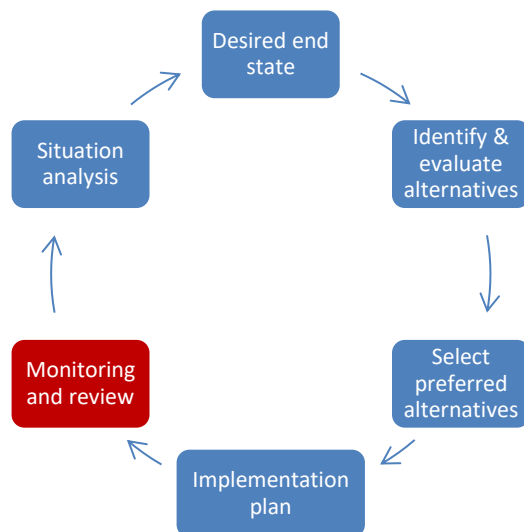 Desired end
state
Identify &
evaluate
alternatives
Select
preferred
alternatives
Implementation
plan
Monitoring
and review
Situation
analysis